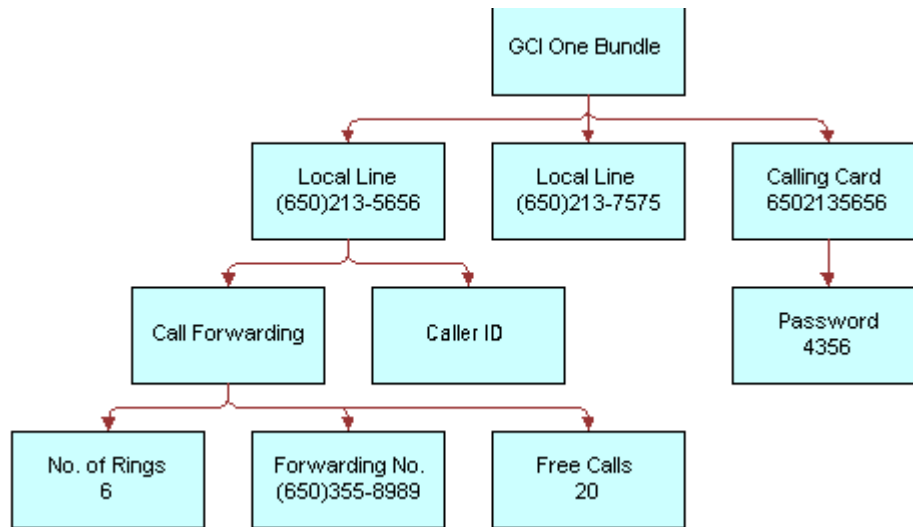 GCI One Bundle
Local Line
(650)213-5656
Local Line
(650)213-7575
Calling Card
6502135656
Call Forwarding
Caller ID
Password
4356
No. of Rings
6
Forwarding No.
(650)355-8989
Free Calls
20